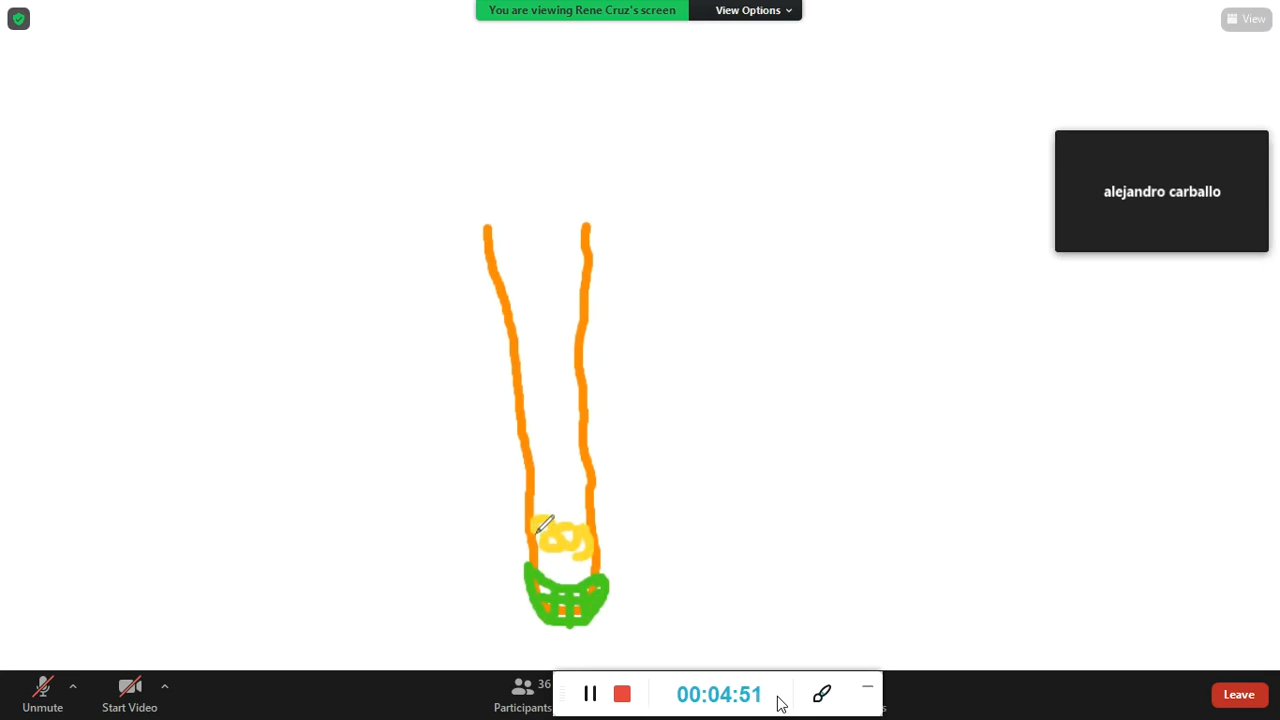 You are viewing Rene Cruz's screen View Options
View
alejandro carballo
Unmute
Start Video
Participants
36
00:04:51
Leave